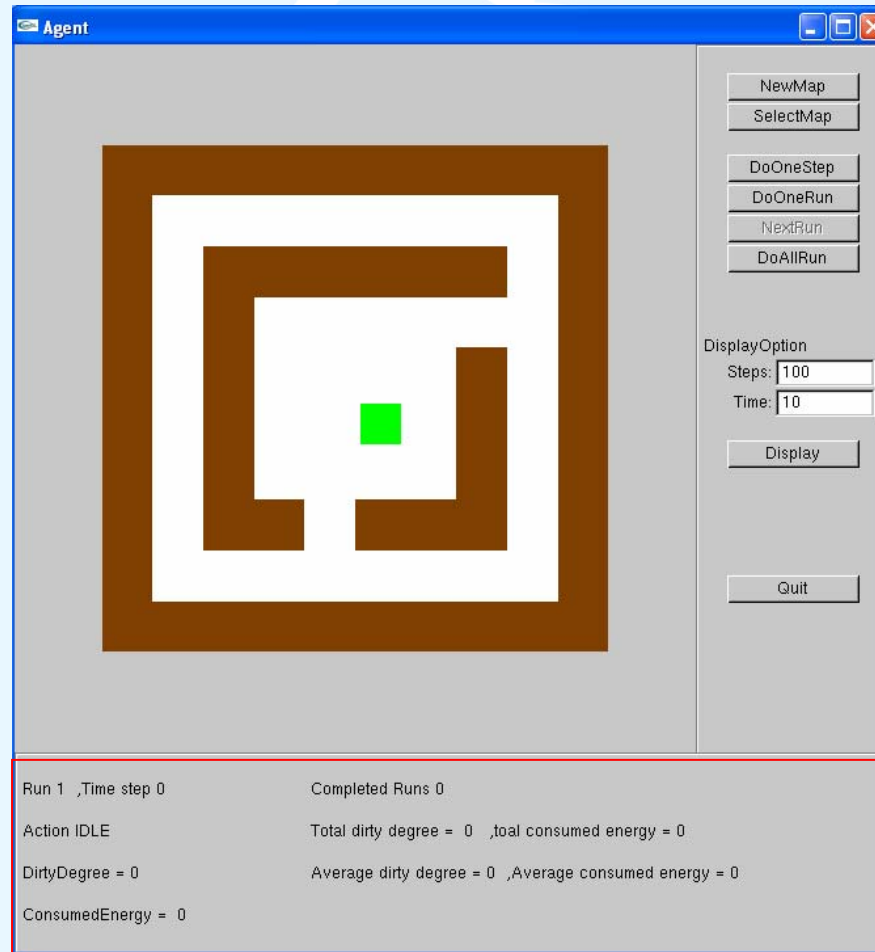 Agent
NewMap
SelectMap
DoOneStep
DoOneRun
NextRun
DoAllRun
DisplayOption
Steps: 100
Time: 10
Display
Quit
Run 1 ,Time step 0 Completed Runs 0
Action IDLE Total dirty degree = 0 ,toal consumed energy = 0
DirtyDegree = 0 Average dirty degree = 0 ,Average consumed energy = 0
ConsumedEnergy = 0